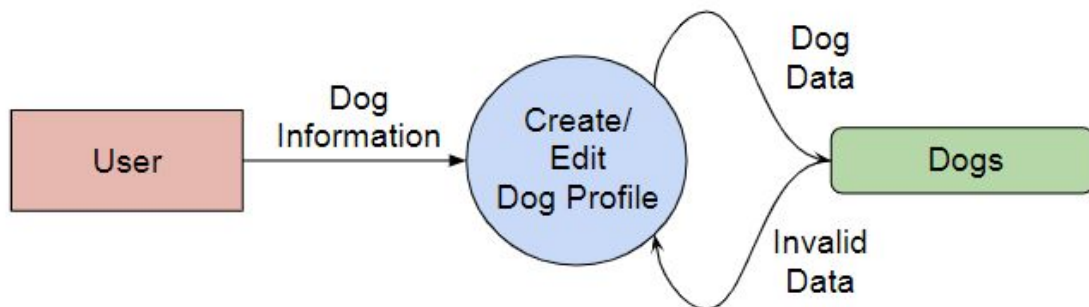 User
Dog
Information
Create/
Edit
Dog Profile
Dog
Data
Invalid
Data
Dogs